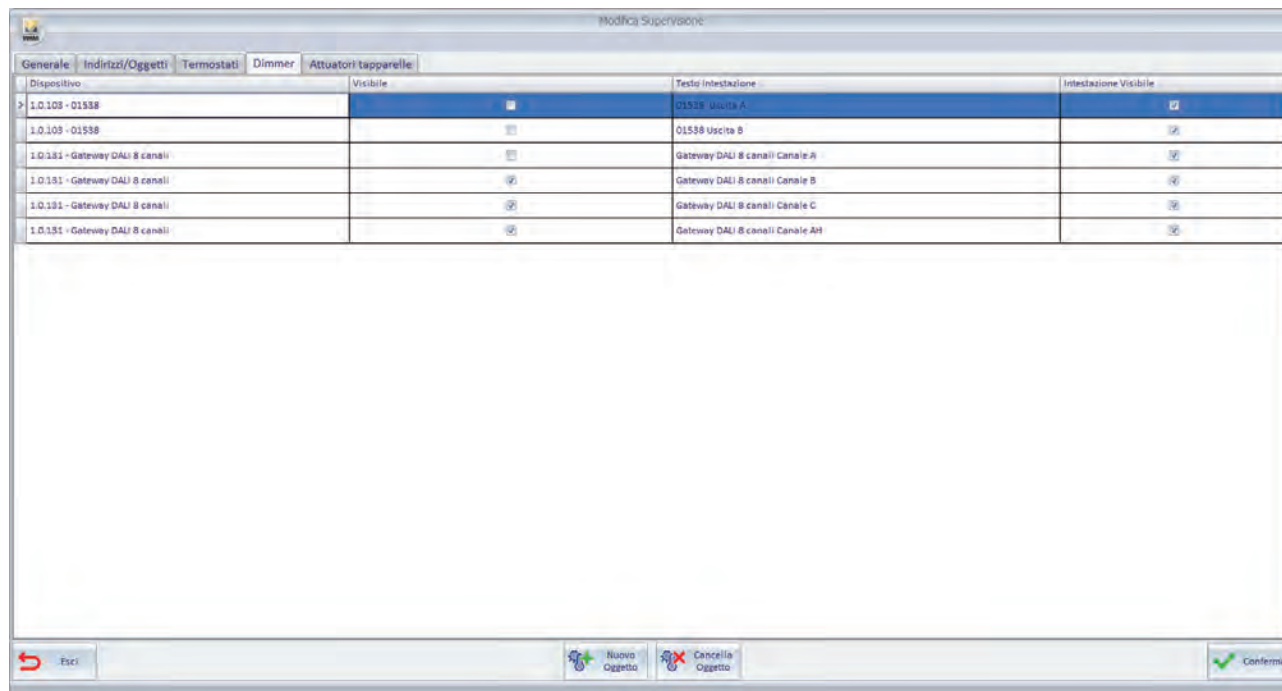 Modifica Supervisione
Generale Indirizzi/Oggetti Termostati Dimmer Attuatori tapparelle
Dispositivo Visibile Testo Intestazione Intestazione Visibile
> 1.0.103 - 01538 01538 Uscita A
1.0.103 - 01538 01538 Uscita B
1.0.131 - Gateway DALI 8 canali Gateway DALI 8 canali Canale A
1.0.131 - Gateway DALI 8 canali Gateway DALI 8 canali Canale B
1.0.131 - Gateway DALI 8 canali Gateway DALI 8 canali Canale C
1.0.131 - Gateway DALI 8 canali Gateway DALI 8 canali Canale AH
Esci Nuovo Oggetto Cancella Oggetto Conferm